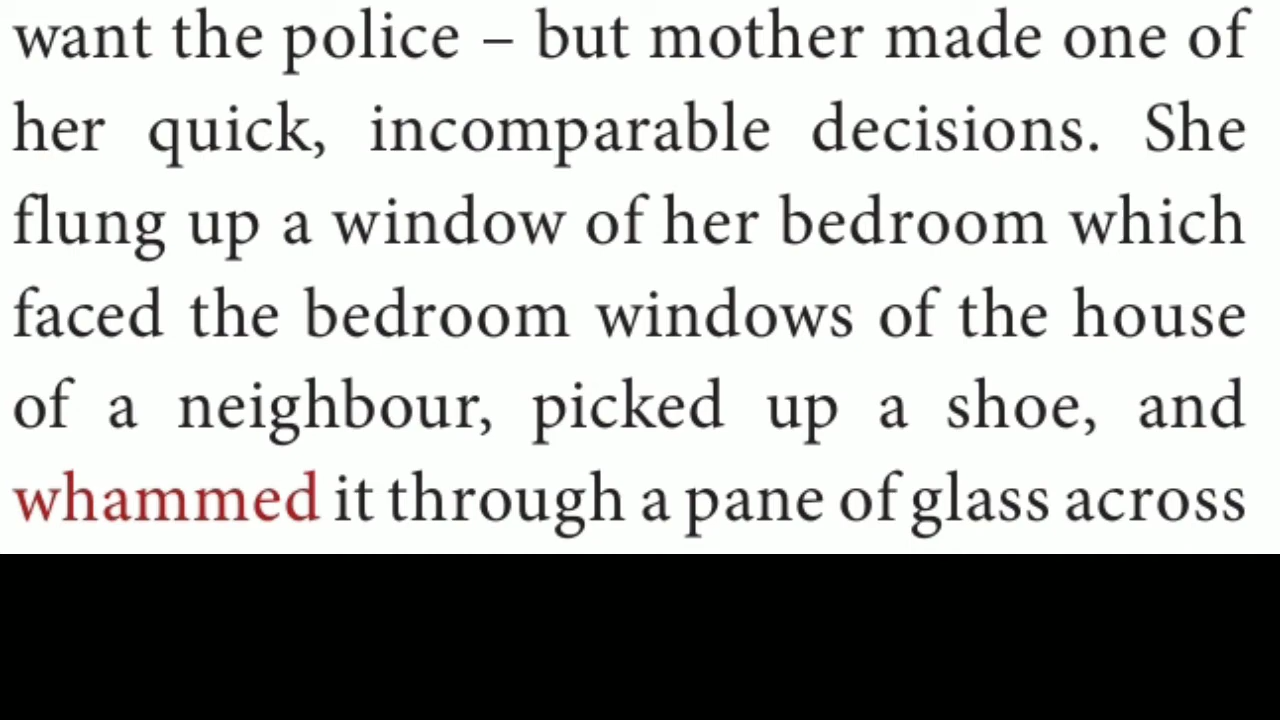 want the police – but mother made one of
her quick, incomparable decisions. She
flung up a window of her bedroom which
faced the bedroom windows of the house
of a neighbour, picked up a shoe, and
whammed it through a pane of glass across